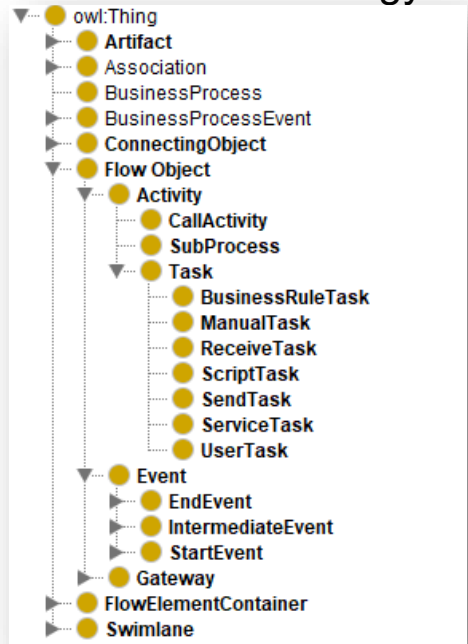 owl:Thing
Artifact
Association
BusinessProcess
BusinessProcessEvent
ConnectingObject
Flow Object
Activity
CallActivity
SubProcess
Task
BusinessRuleTask
ManualTask
ReceiveTask
ScriptTask
SendTask
ServiceTask
UserTask
Event
EndEvent
IntermediateEvent
StartEvent
Gateway
FlowElementContainer
Swimlane